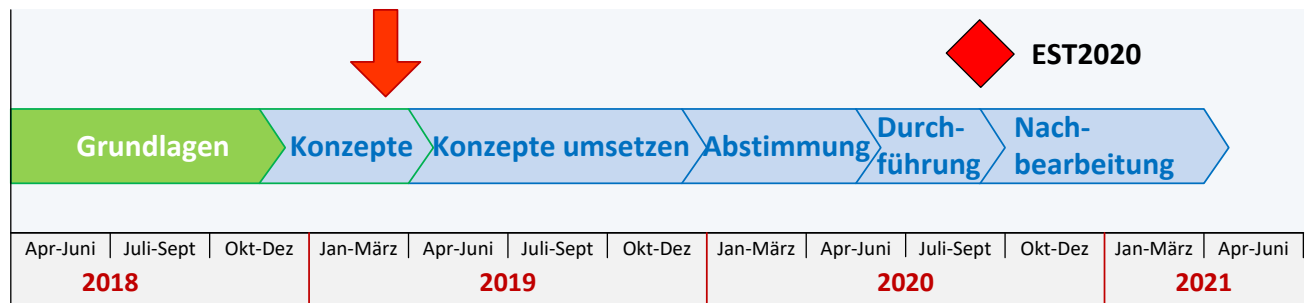 EST2020
Grundlagen
Konzepte
Konzepte umsetzen
Abstimmung
Durch-
führung
Nach-
bearbeitung
Apr-Juni Juli-Sept Okt-Dez Jan-März Apr-Juni Juli-Sept Okt-Dez Jan-März Apr-Juni Juli-Sept Okt-Dez Jan-März Apr-Juni
2018 2019 2020 2021